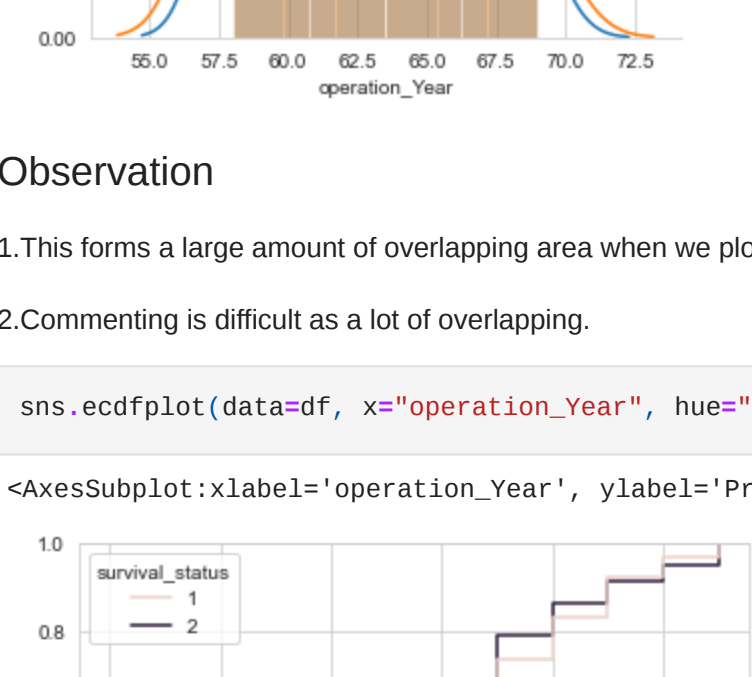 0.00
55.0 57.5 60.0 62.5 65.0 67.5 70.0 72.5
operation_Year
Observation
1.This forms a large amount of overlapping area when we plo
2.Commenting is difficult as a lot of overlapping.
sns.ecdfplot(data=df, x="operation_Year", hue="
<AxesSubplot:xlabel='operation_Year', ylabel='Pr
1.0
survival_status
1
2
0.8